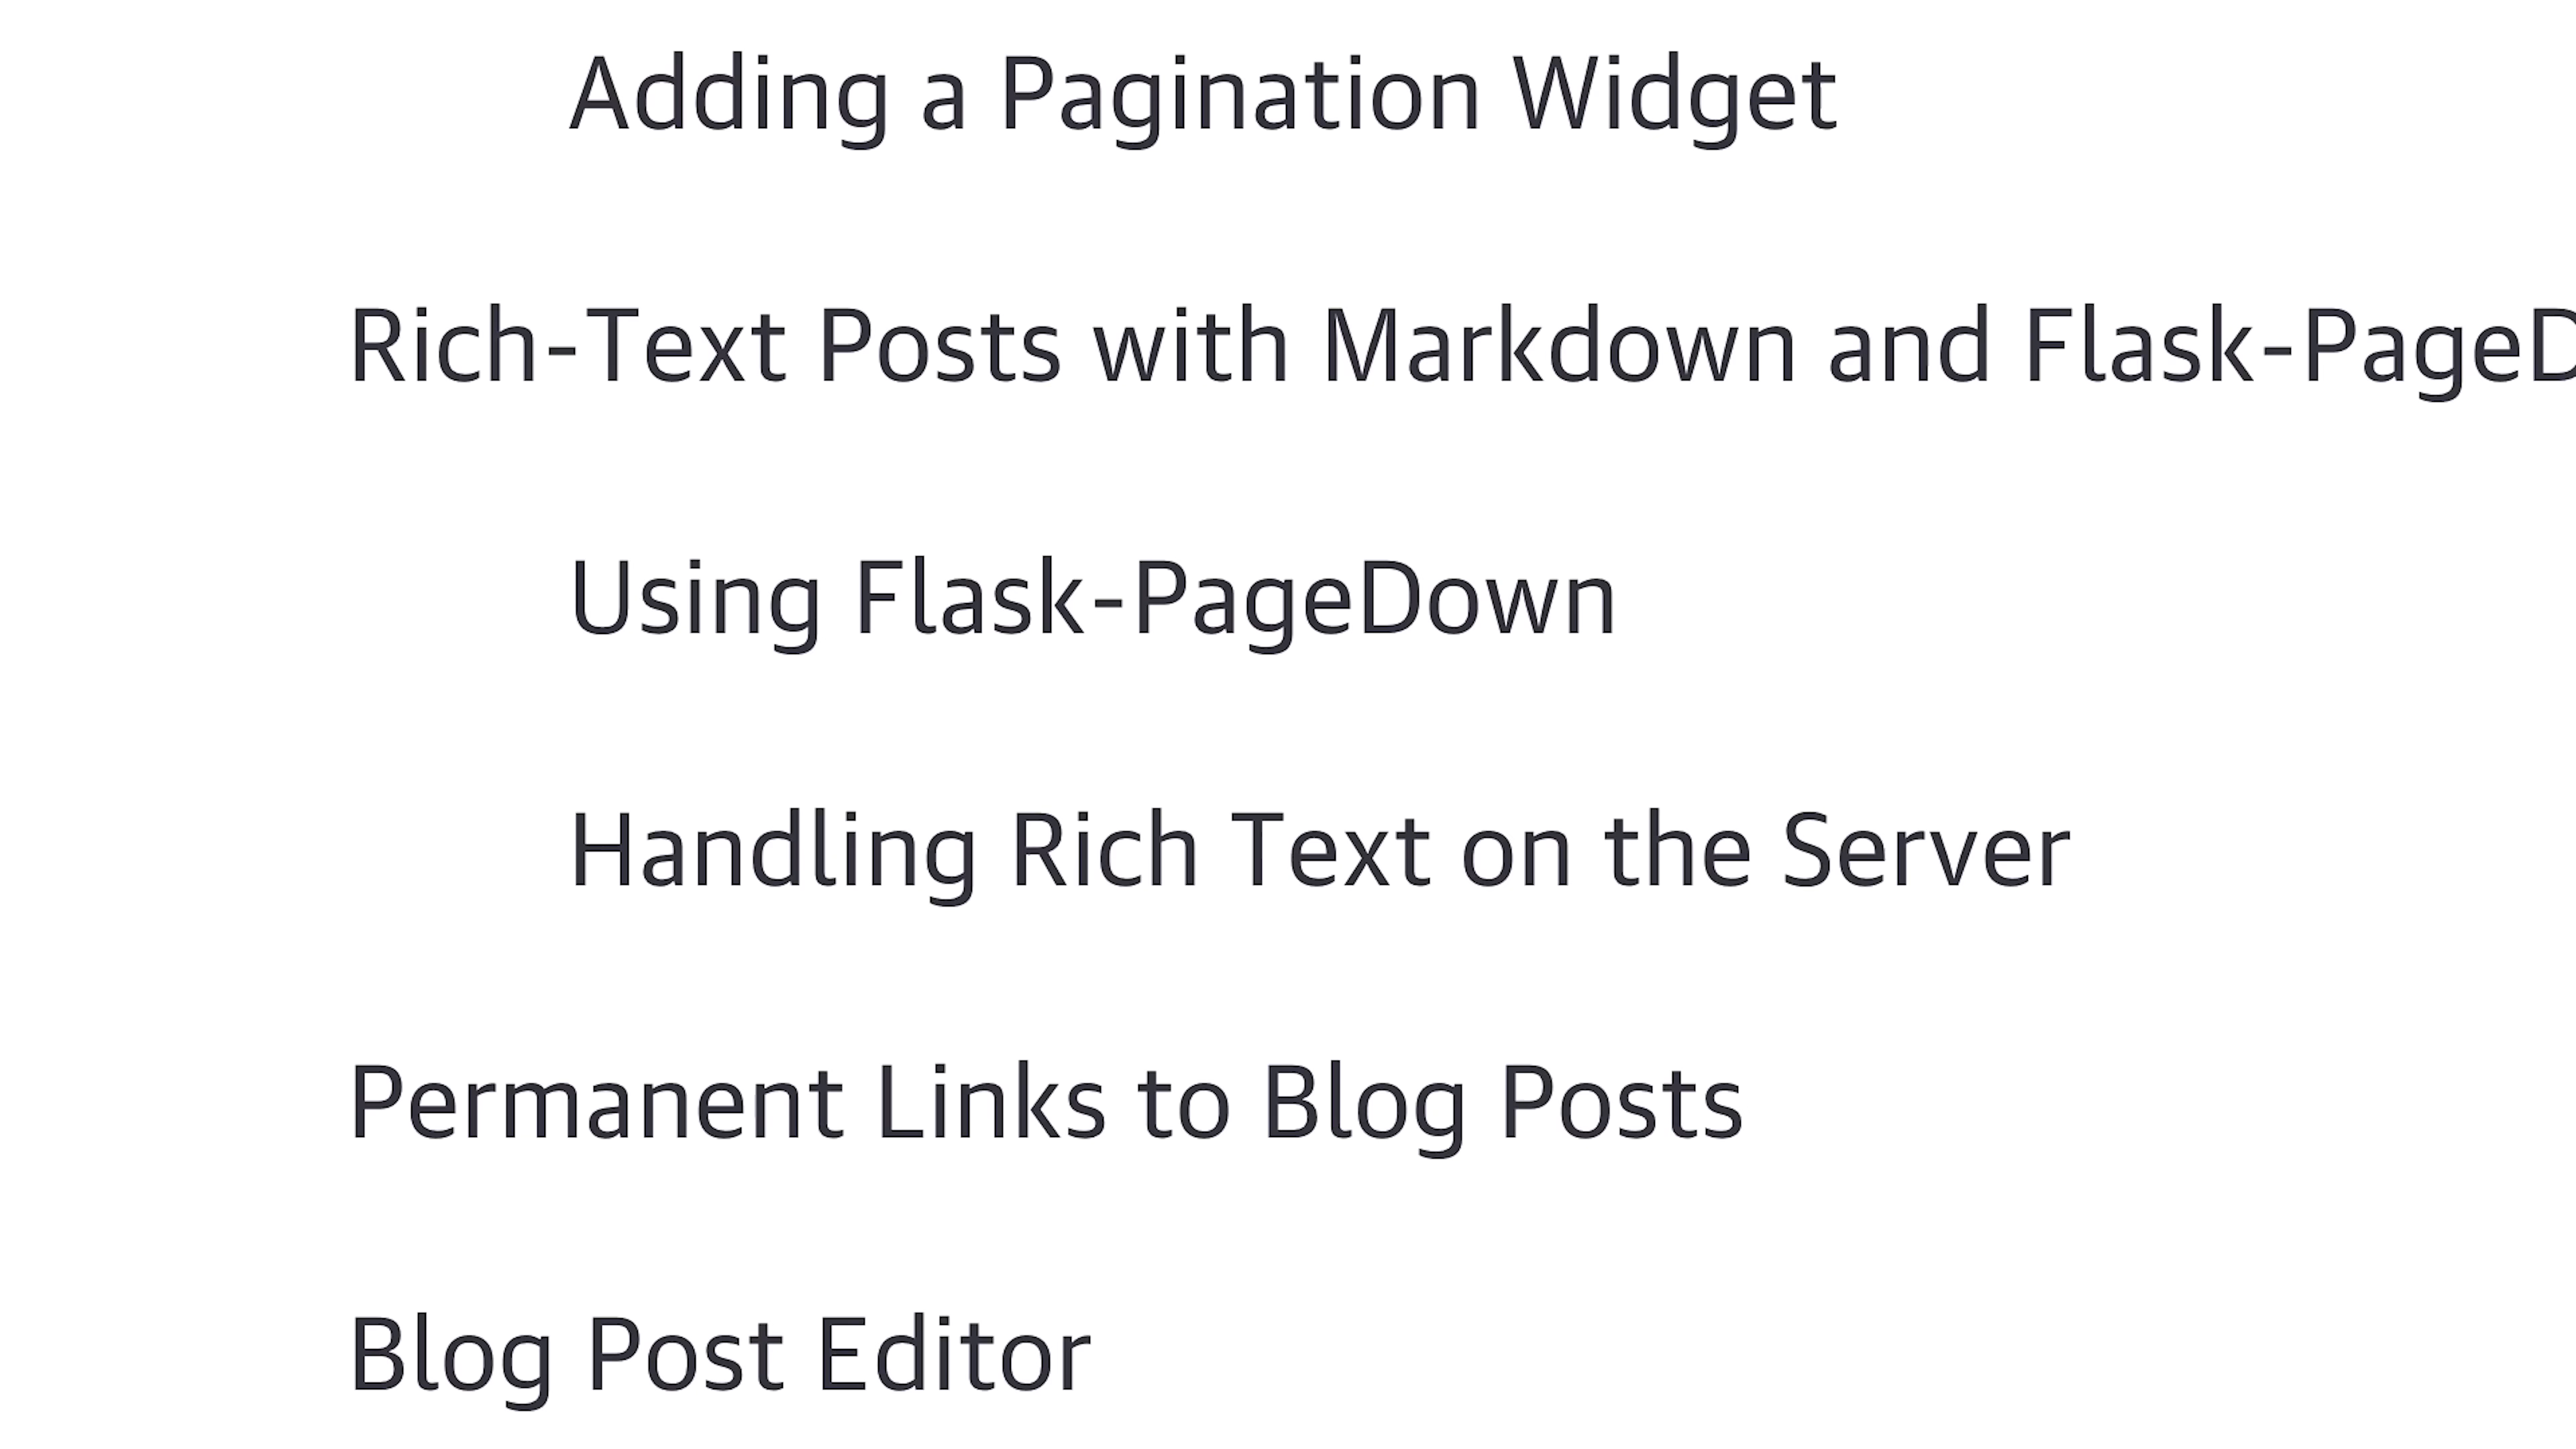 Adding a Pagination Widget
Rich-Text Posts with Markdown and Flask-PageD
Using Flask-PageDown
Handling Rich Text on the Server
Permanent Links to Blog Posts
Blog Post Editor